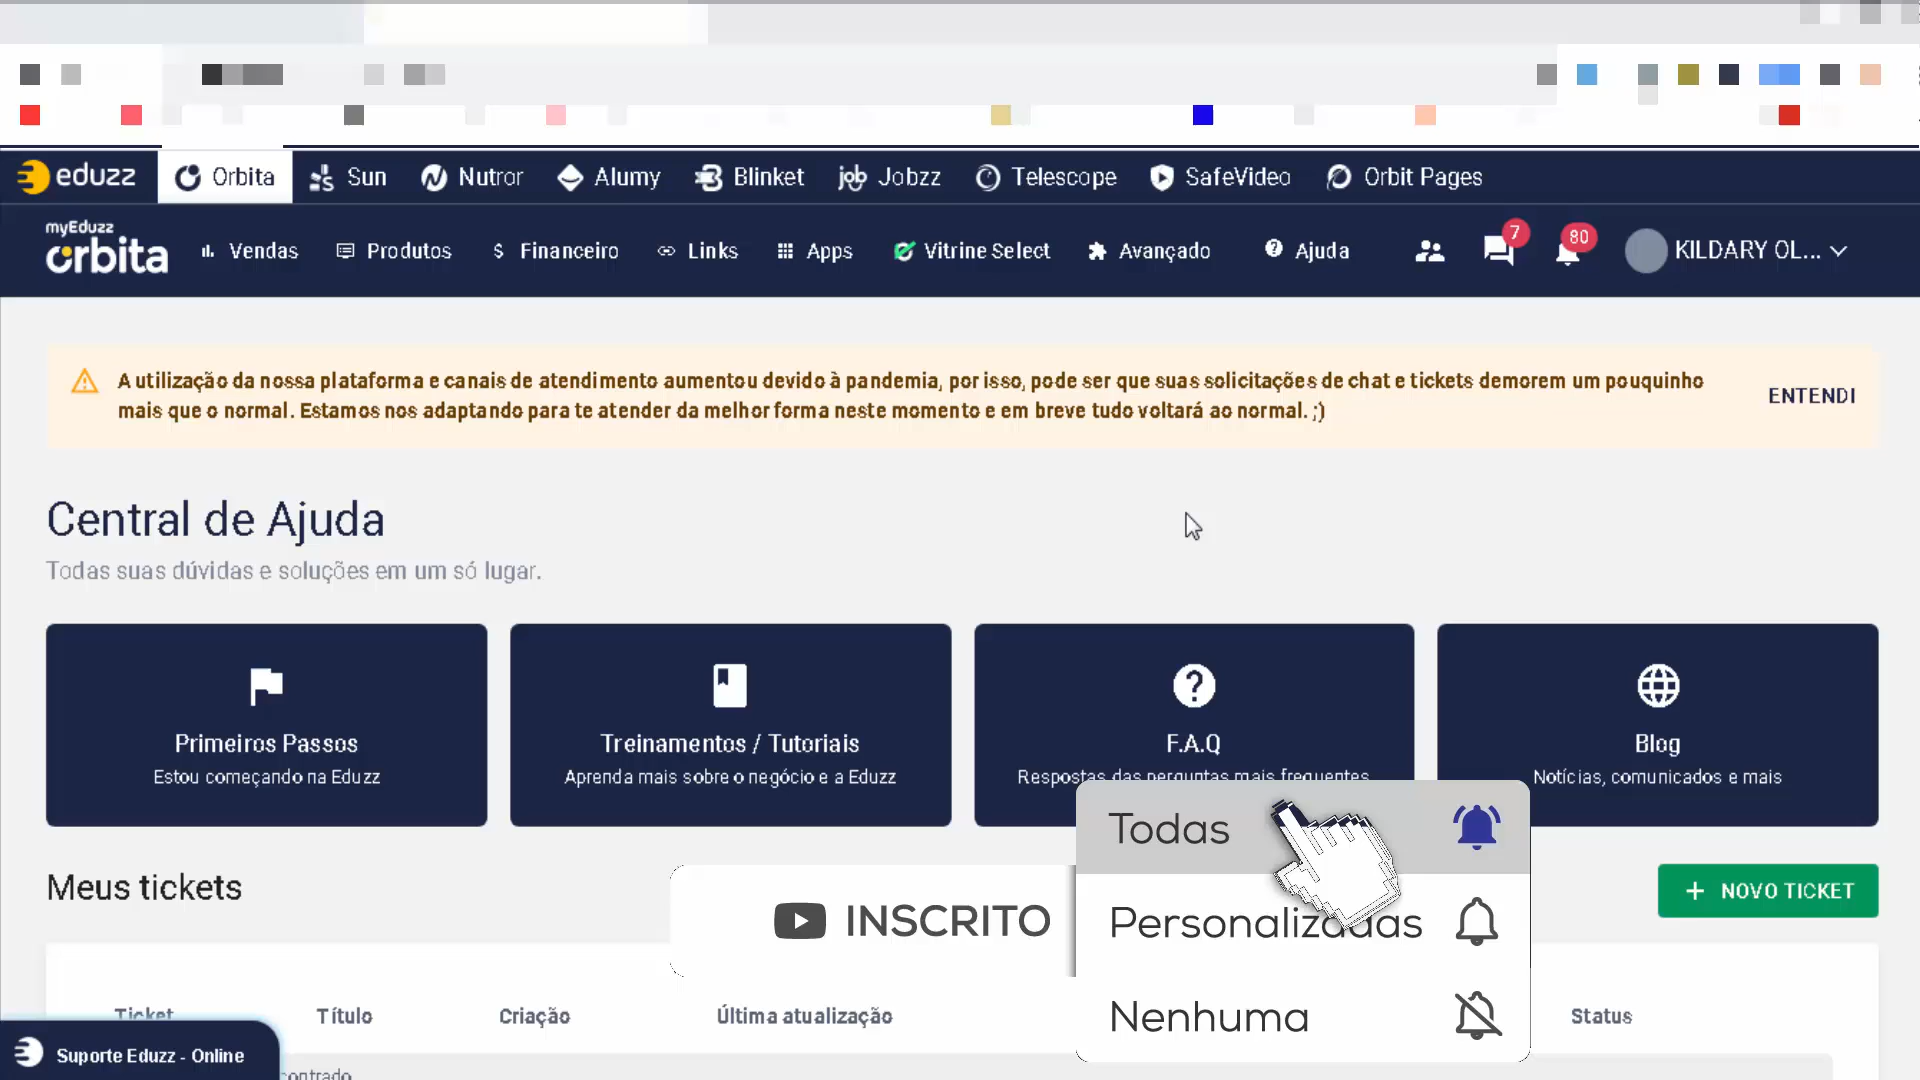 eduzz Orbita Sun Nutror Alumy Blinket job Jobzz Telescope SafeVideo Orbit Pages
myEduzz
orbita Vendas Produtos $ Financeiro Links Apps Vitrine Select Avançado Ajuda 7 80 KILDARY OL...
A utilização da nossa plataforma e canais de atendimento aumentou devido à pandemia, por isso, pode ser que suas solicitações de chat e tickets demorem um pouquinho
mais que o normal. Estamos nos adaptando para te atender da melhor forma neste momento e em breve tudo voltará ao normal. ;)
ENTENDI
Central de Ajuda
Todas suas dúvidas e soluções em um só lugar.
Primeiros Passos
Estou começando na Eduzz
Treinamentos / Tutoriais
Aprenda mais sobre o negócio e a Eduzz
F.A.Q
Respostas das perguntas mais frequentes
Blog
Notícias, comunicados e mais
Meus tickets
+ NOVO TICKET
INSCRITO
Todas
Personalizadas
Nenhuma
Ticket Título Criação Última atualização Status
Suporte Eduzz - Online